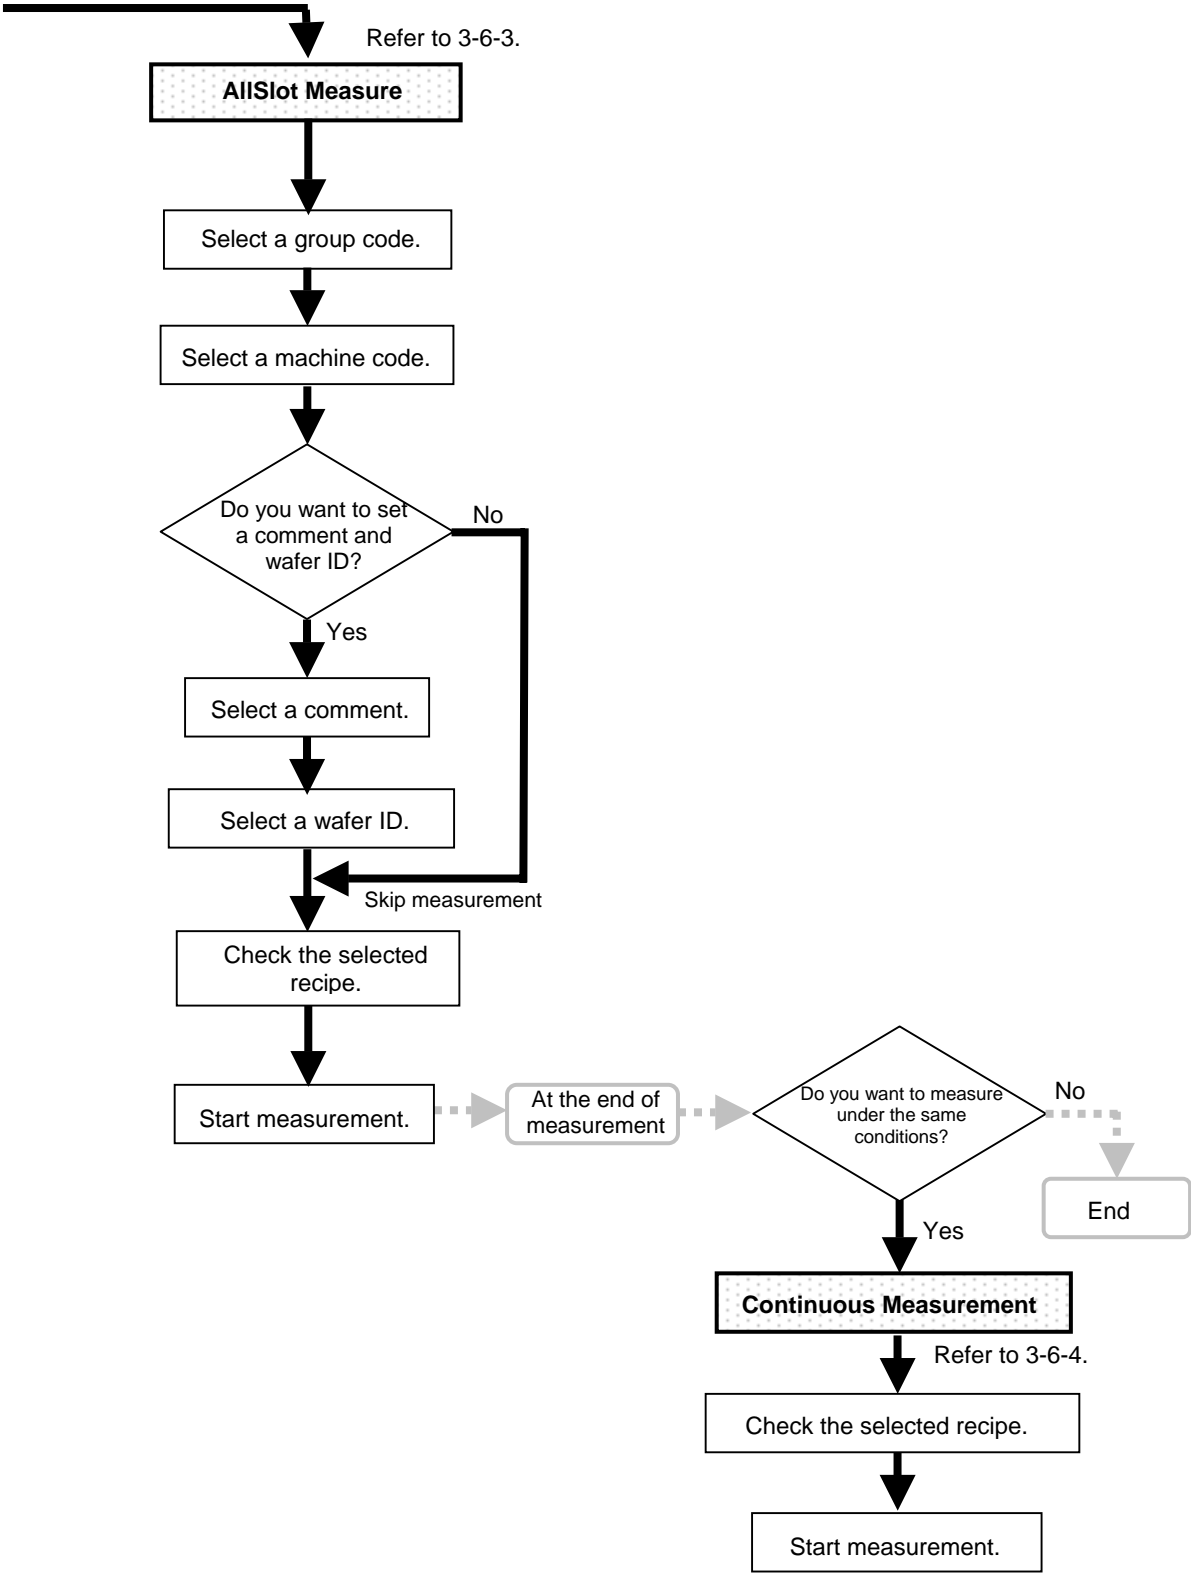 Refer to 3-6-3.
AllSlot Measure
Select a group code.
Select a machine code.
Do you want to set
a comment and
wafer ID?
No
Yes
Select a comment.
Select a wafer ID.
Skip measurement
Check the selected
recipe.
Start measurement.
At the end of
measurement
Do you want to measure
under the same
conditions?
No
End
Yes
Continuous Measurement
Refer to 3-6-4.
Check the selected recipe.
Start measurement.